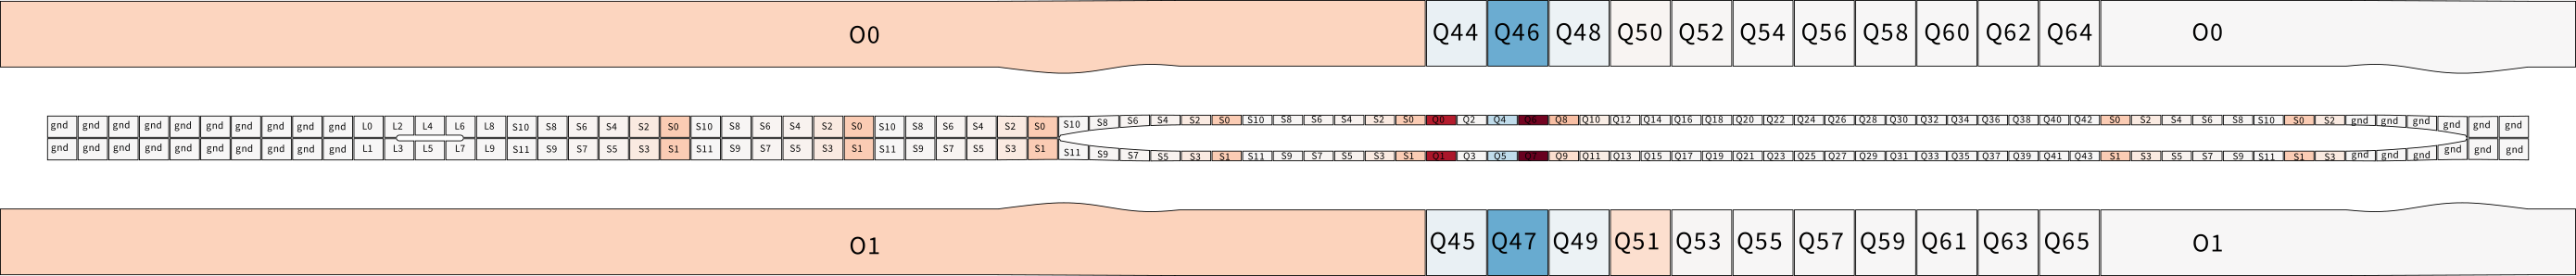 O0 Q44 Q46 Q48 Q50 Q52 Q54 Q56 Q58 Q60 Q62 Q64 O0
gnd gnd gnd gnd gnd gnd gnd gnd gnd gnd L0 L2 L4 L6 L8 S10 S8 S6 S4 S2 S0 S10 S8 S6 S4 S2 S0 S10 S8 S6 S4 S2 S0 S10 S8 S6 S4 S2 S0 S10 S8 S6 S4 S2 S0 Q0 Q2 Q4 Q6 Q8 Q10 Q12 Q14 Q16 Q18 Q20 Q22 Q24 Q26 Q28 Q30 Q32 Q34 Q36 Q38 Q40 Q42 S0 S2 S4 S6 S8 S10 S0 S2 gnd gnd gnd gnd gnd gnd
gnd gnd gnd gnd gnd gnd gnd gnd gnd gnd L1 L3 L5 L7 L9 S11 S9 S7 S5 S3 S1 S11 S9 S7 S5 S3 S1 S11 S9 S7 S5 S3 S1 S11 S9 S7 S5 S3 S1 S11 S9 S7 S5 S3 S1 Q1 Q3 Q5 Q7 Q9 Q11 Q13 Q15 Q17 Q19 Q21 Q23 Q25 Q27 Q29 Q31 Q33 Q35 Q37 Q39 Q41 Q43 S1 S3 S5 S7 S9 S11 S1 S3 gnd gnd gnd gnd gnd gnd
O1 Q45 Q47 Q49 Q51 Q53 Q55 Q57 Q59 Q61 Q63 Q65 O1